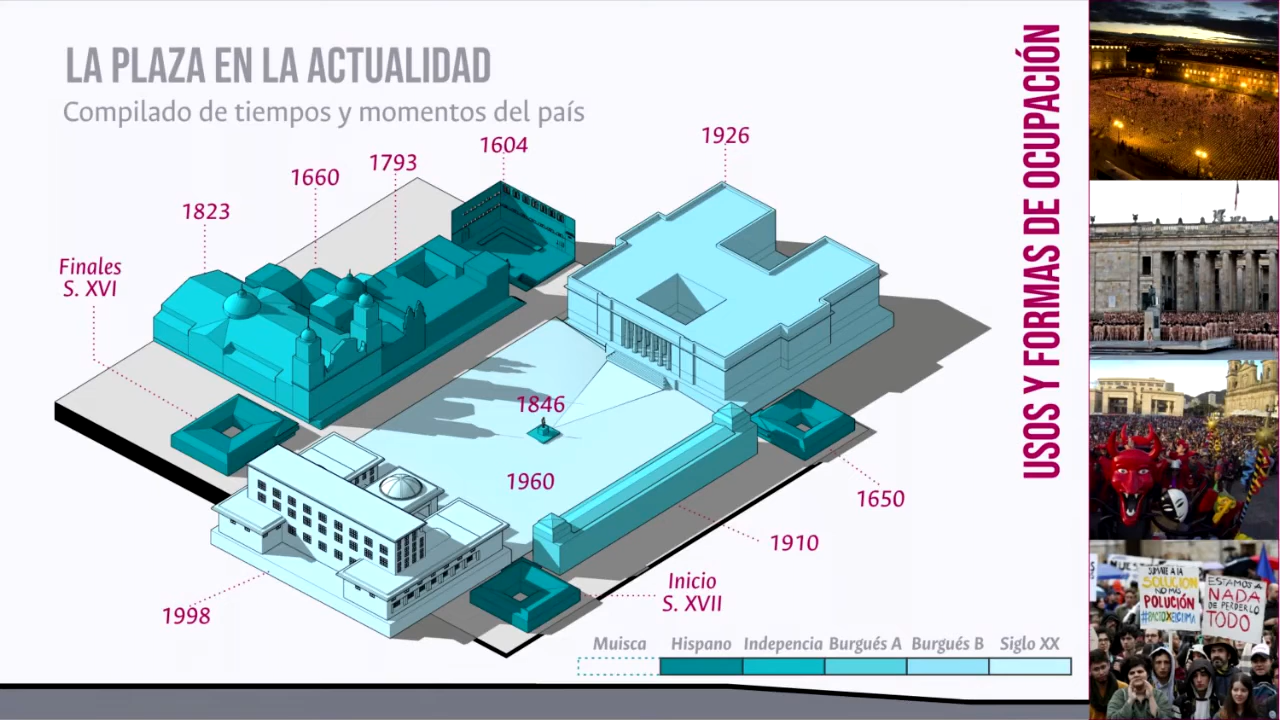 LA PLAZA EN LA ACTUALIDAD
Compilado de tiempos y momentos del país
1604
1926
1793
1660
1823
Finales
S. XVI
1846
1960
1650
1910
Inicio
S. XVII
1998
Muisca Hispano Indepencia Burgués A Burgués B Siglo XX
USOS Y FORMAS DE OCUPACIÓN
SÚMATE A LA
SOLUCIÓN
NO MÁS
POLUCIÓN
ESTAMOS A
NADA
DE PERDERLO
TODO